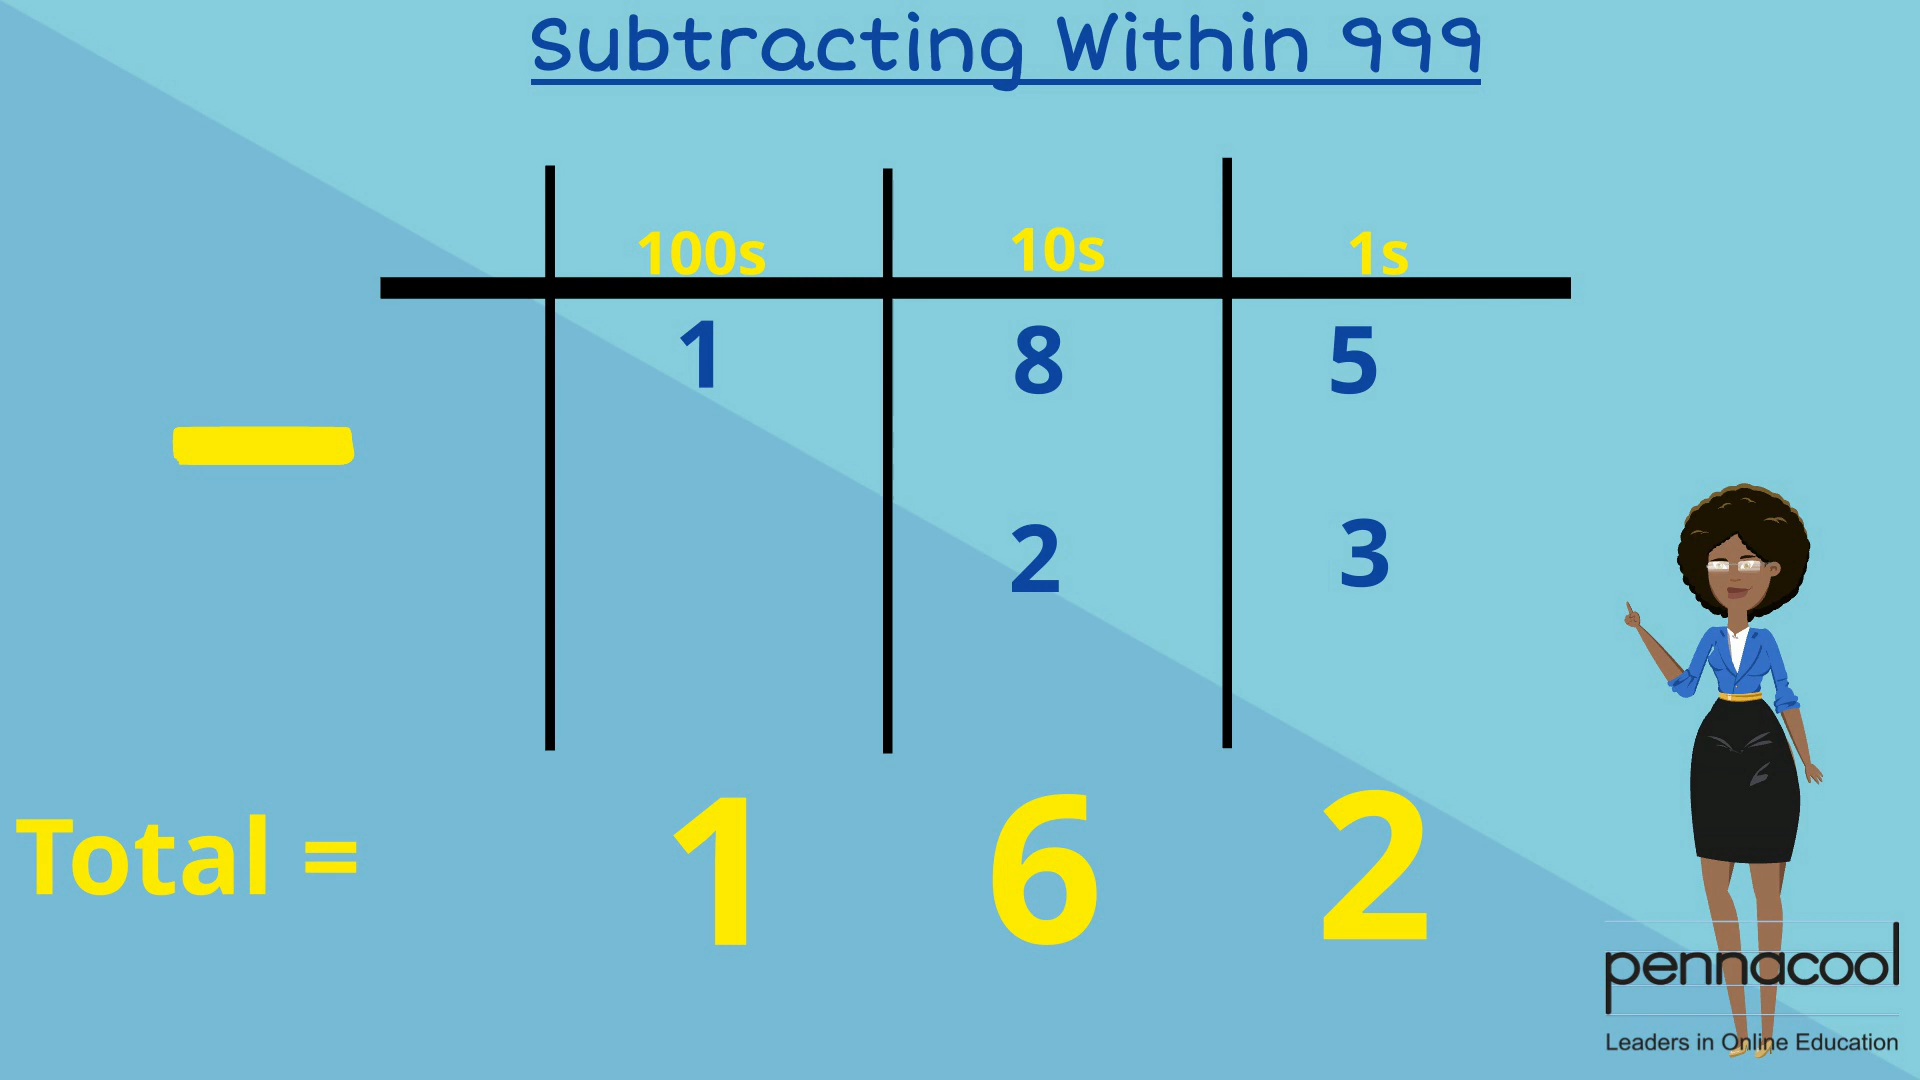 Subtracting Within 999
100s 10s 1s
1 8 5
–
2 3
Total = 1 6 2
pennacool
Leaders in Online Education